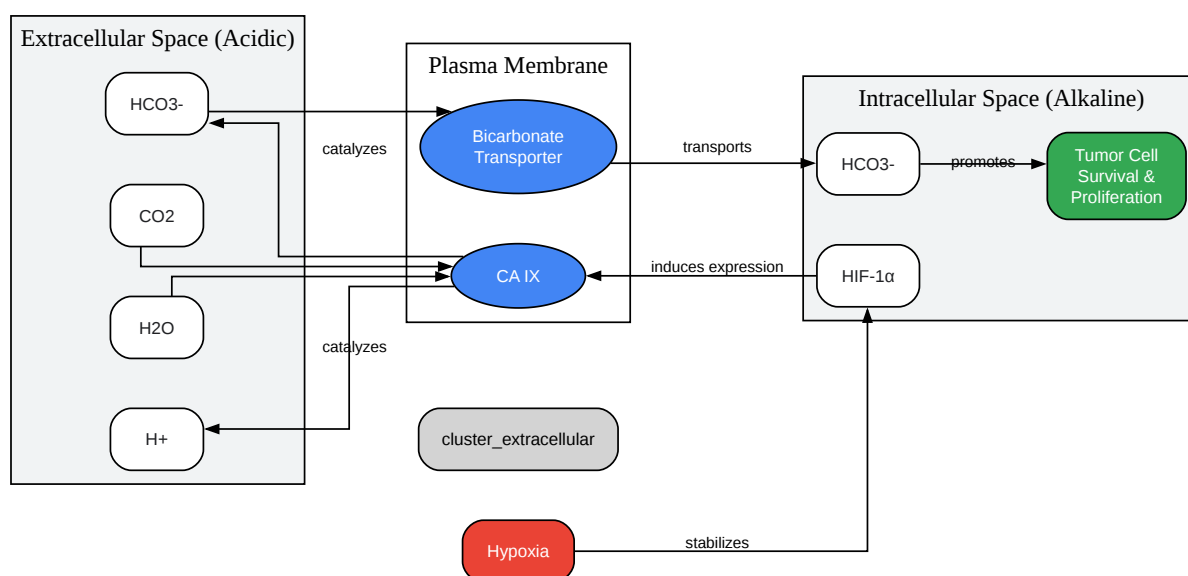 Extracellular Space (Acidic)
HCO3-
CO2
H2O
H+
catalyzes
catalyzes
Plasma Membrane
Bicarbonate
Transporter
CA IX
cluster_extracellular
Hypoxia
transports
induces expression
stabilizes
Intracellular Space (Alkaline)
HCO3-
promotes
Tumor Cell
Survival &
Proliferation
HIF-1α